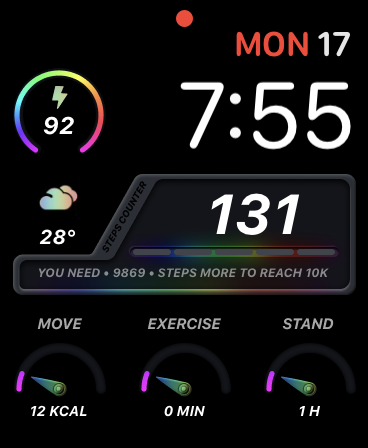 MON 17
7:55
92
28°
STEPS COUNTER
131
YOU NEED • 9869 • STEPS MORE TO REACH 10K
MOVE EXERCISE STAND
12 KCAL 0 MIN 1 H